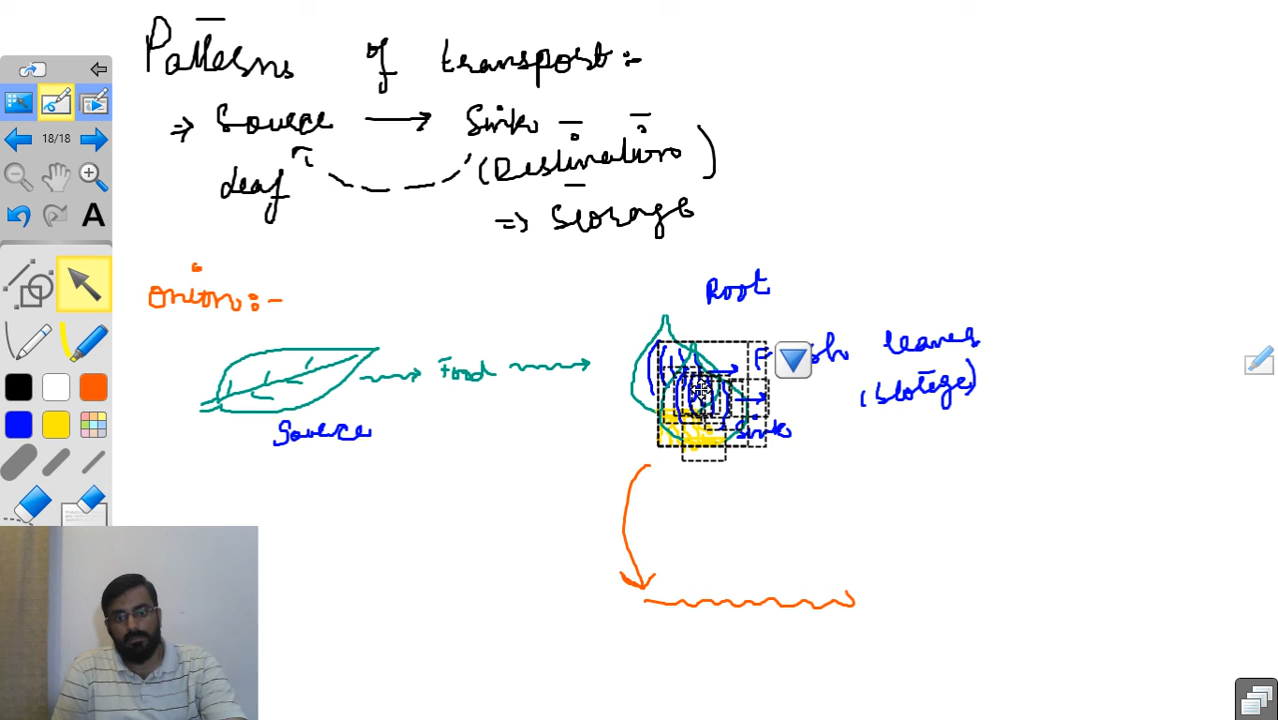 18/18
A
Patterns of transport:-
⇒ Source → Sink
Leaf (Destination)
⇒ Storage
Onion:-
Root
Food
Source
leaves
(Storage)
Sink